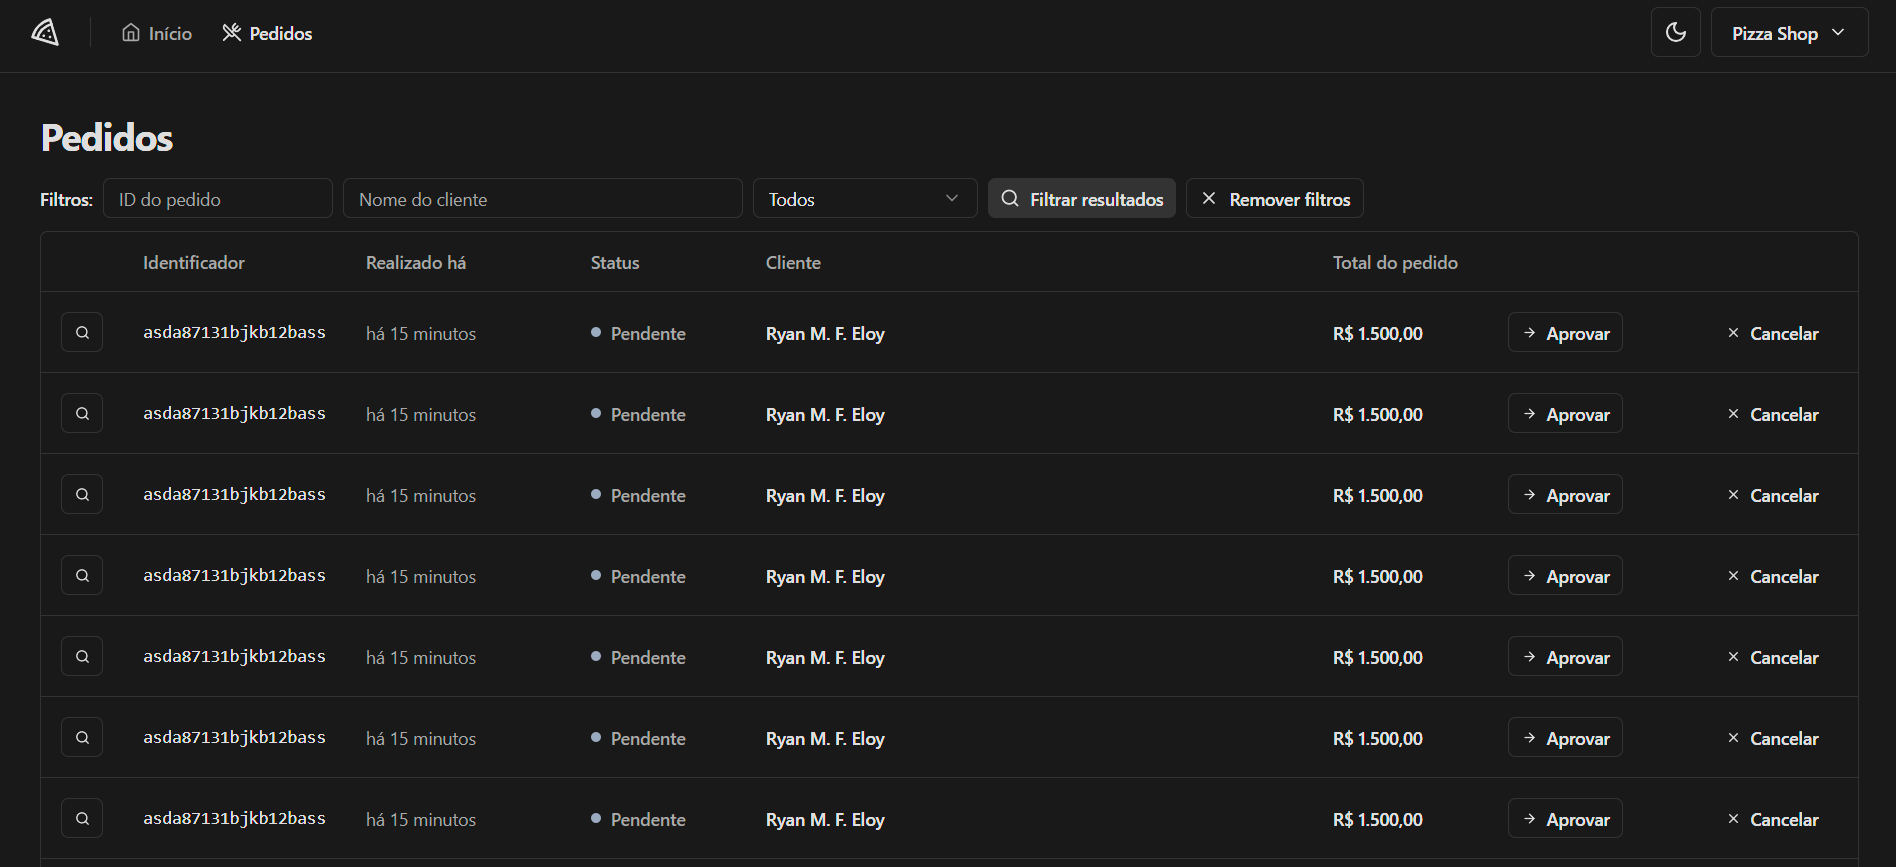 Início Pedidos Pizza Shop
Pedidos
Filtros: ID do pedido Nome do cliente Todos Filtrar resultados Remover filtros
Identificador Realizado há Status Cliente Total do pedido
asda87131bjkb12bass há 15 minutos Pendente Ryan M. F. Eloy R$ 1.500,00 Aprovar Cancelar
asda87131bjkb12bass há 15 minutos Pendente Ryan M. F. Eloy R$ 1.500,00 Aprovar Cancelar
asda87131bjkb12bass há 15 minutos Pendente Ryan M. F. Eloy R$ 1.500,00 Aprovar Cancelar
asda87131bjkb12bass há 15 minutos Pendente Ryan M. F. Eloy R$ 1.500,00 Aprovar Cancelar
asda87131bjkb12bass há 15 minutos Pendente Ryan M. F. Eloy R$ 1.500,00 Aprovar Cancelar
asda87131bjkb12bass há 15 minutos Pendente Ryan M. F. Eloy R$ 1.500,00 Aprovar Cancelar
asda87131bjkb12bass há 15 minutos Pendente Ryan M. F. Eloy R$ 1.500,00 Aprovar Cancelar